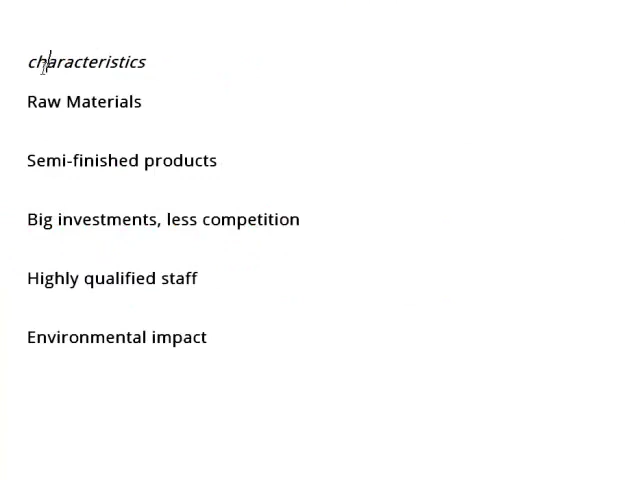 characteristics
Raw Materials
Semi-finished products
Big investments, less competition
Highly qualified staff
Environmental impact